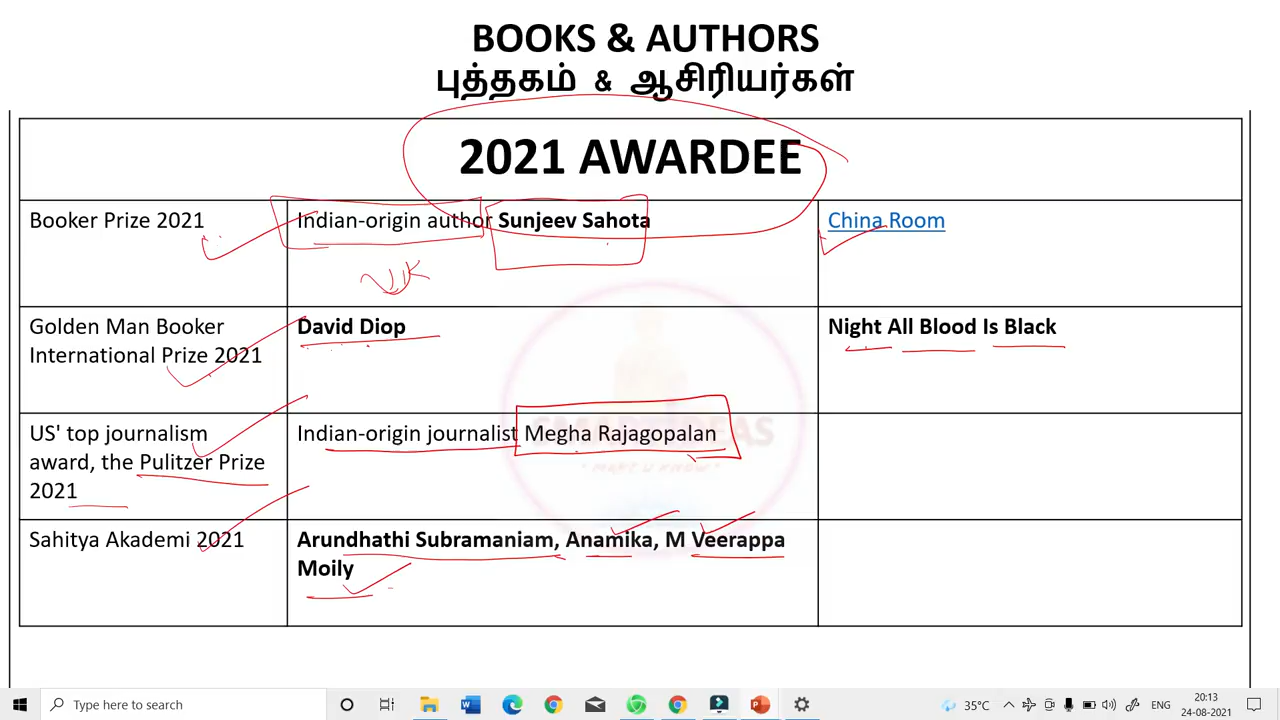 BOOKS & AUTHORS
புத்தகம் & ஆசிரியர்கள்
2021 AWARDEE
Booker Prize 2021
Indian-origin author Sunjeev Sahota
China Room
UK
Golden Man Booker
International Prize 2021
David Diop
Night All Blood Is Black
US' top journalism
award, the Pulitzer Prize
2021
Indian-origin journalist Megha Rajagopalan
Sahitya Akademi 2021
Arundhathi Subramaniam, Anamika, M Veerappa
Moily
SMART IDEAS
Type here to search
35°C
ENG
20:13
24-08-2021